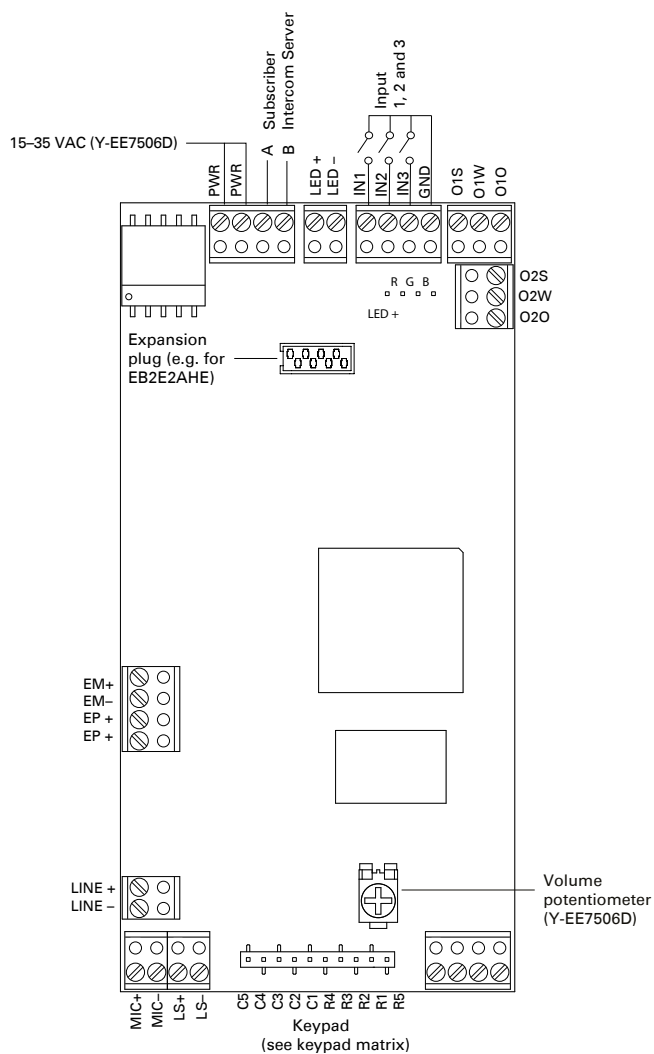 Subscriber
Intercom Server
Input
1, 2 and 3
15–35 VAC (Y-EE7506D)
A
B
PWR
PWR
LED +
LED –
IN1
IN2
IN3
GND
O1S
O1W
O1O
O2S
O2W
O2O
R G B
LED +
Expansion
plug (e.g. for
EB2E2AHE)
EM+
EM–
EP +
EP +
LINE +
LINE –
Volume
potentiometer
(Y-EE7506D)
MIC+
MIC–
LS+
LS–
C5
C4
C3
C2
C1
R4
R3
R2
R1
R5
Keypad
(see keypad matrix)